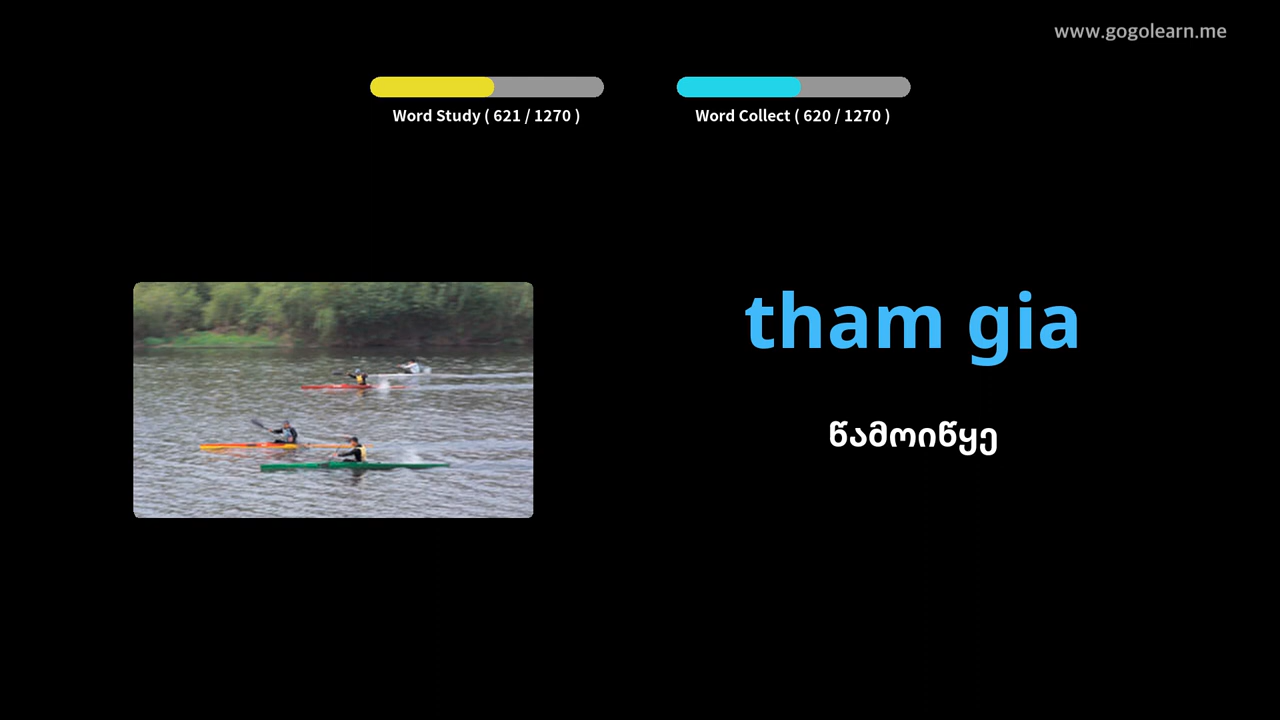 www.gogolearn.me
Word Study ( 621 / 1270 )
Word Collect ( 620 / 1270 )
tham gia
წამოიწყე